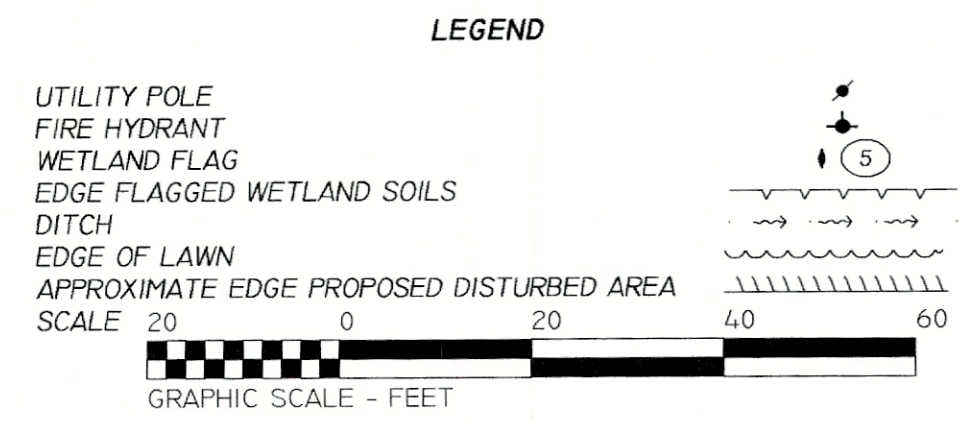 LEGEND
UTILITY POLE
FIRE HYDRANT
WETLAND FLAG 5
EDGE FLAGGED WETLAND SOILS
DITCH
EDGE OF LAWN
APPROXIMATE EDGE PROPOSED DISTURBED AREA
SCALE 20 0 20 40 60
GRAPHIC SCALE - FEET